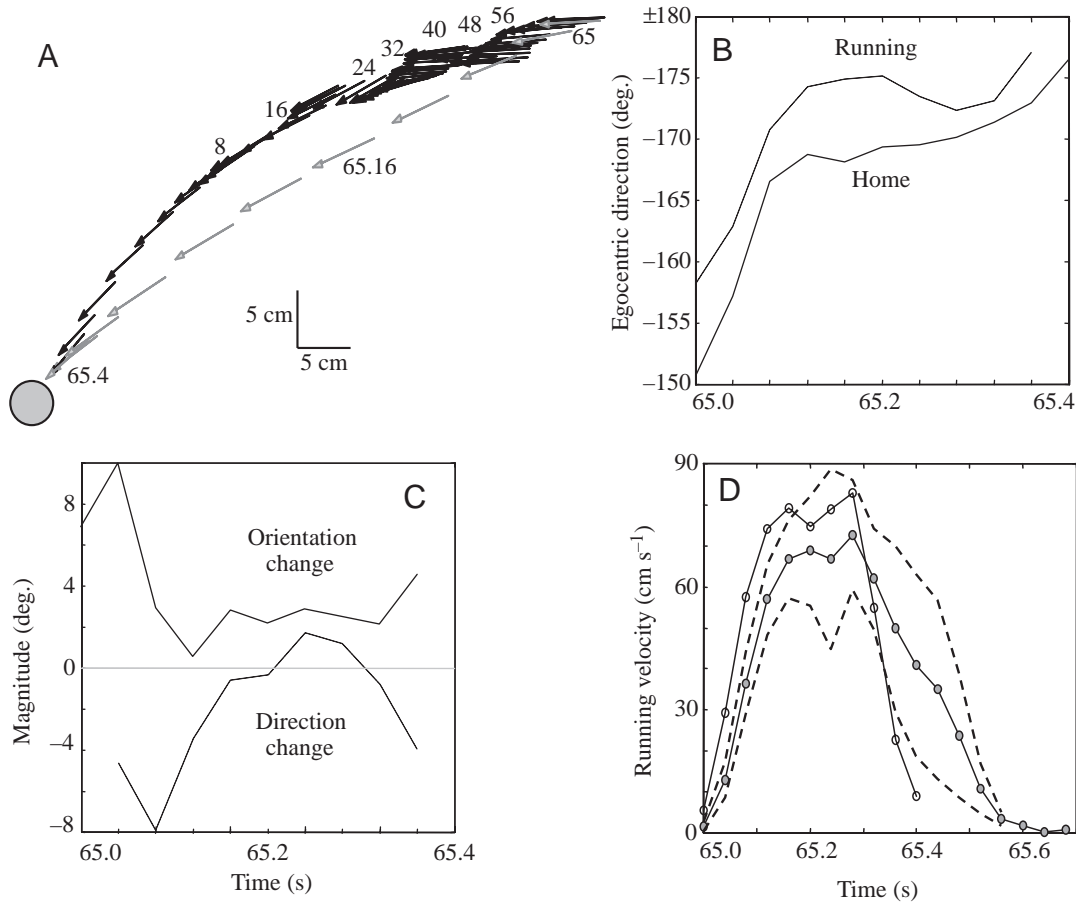 A
56
48
40
32
24
16
8
65
65.16
65.4
5 cm
5 cm
B
±180
−175
−170
−165
−160
−155
−150
Egocentric direction (deg.)
Running
Home
65.0
65.2
65.4
C
8
4
0
−4
−8
Magnitude (deg.)
Orientation
change
Direction
change
65.0
65.2
65.4
Time (s)
D
90
60
30
0
Running velocity (cm s⁻¹)
65.0
65.2
65.4
65.6
Time (s)